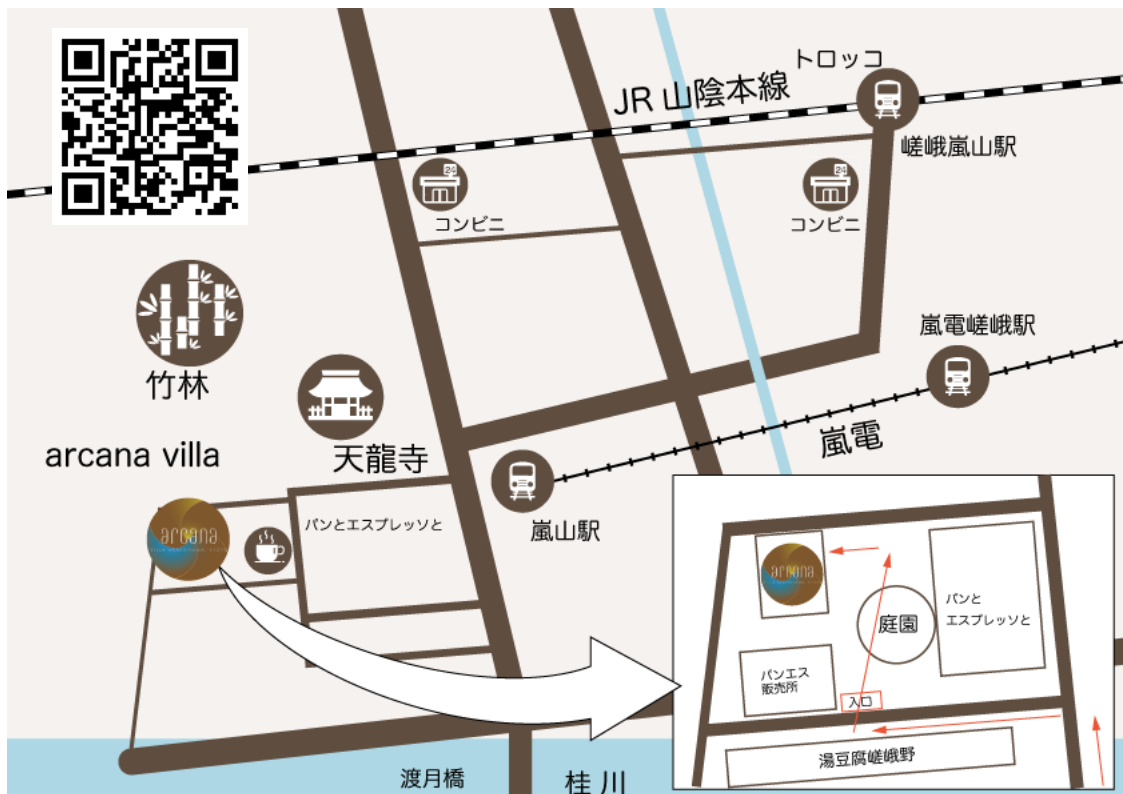 トロッコ
JR 山陰本線
嵯峨嵐山駅
24
コンビニ
24
コンビニ
竹林
嵐電嵯峨駅
arcana villa
天龍寺
嵐電
嵐山駅
パンとエスプレッソと
arcana
arcana
パンと
エスプレッソと
庭園
パンエス
販売所
入口
湯豆腐嵯峨野
渡月橋
桂川